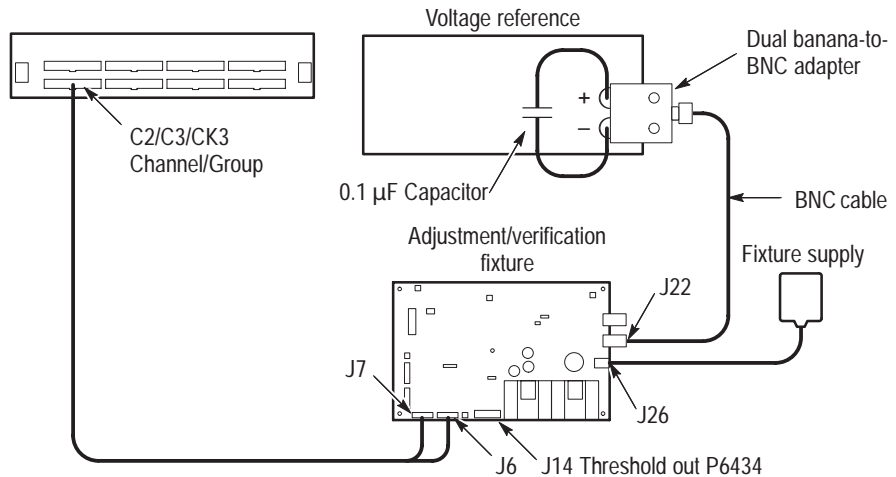 Voltage reference
Dual banana-to-
BNC adapter
+
−
C2/C3/CK3
Channel/Group
0.1 µF Capacitor
BNC cable
Adjustment/verification
fixture
Fixture supply
J22
J7
J26
J6
J14 Threshold out P6434